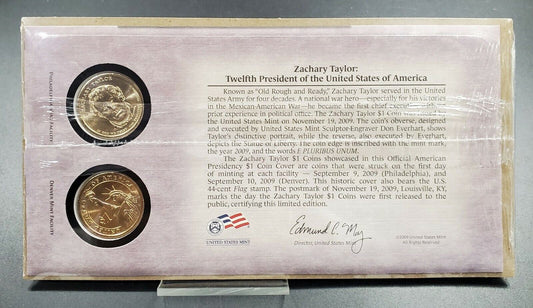 PHILADELPHIA MINT FACILITY
DENVER MINT FACILITY
ZACHARY TAYLOR
UNITED STATES OF AMERICA
$1
Zachary Taylor:
Twelfth President of the United States of America
Known as "Old Rough and Ready," Zachary Taylor served in the United
States Army for four decades. A national war hero—especially for his victories
in the Mexican-American War—he became the first chief executive with no
prior experience in political office. The Zachary Taylor $1 Coin was
the United States Mint on November 19, 2009. The coin's obverse, designed
and executed by United States Mint Sculptor-Engraver Don Everhart, shows
Taylor's distinctive portrait, while the reverse, also executed by Everhart,
depicts the Statue of Liberty. The coin edge is inscribed with the mint mark,
the year 2009, and the words E PLURIBUS UNUM.
The Zachary Taylor $1 Coins showcased in this Official American
Presidency $1 Coin Cover are coins that were struck on the first day
of minting at each facility — September 9, 2009 (Philadelphia), and
September 10, 2009 (Denver). This historic cover also bears the U.S.
44-cent Flag stamp. The postmark of November 19, 2009, Louisville, KY,
marks the day the Zachary Taylor $1 Coins were first released to the
public, certifying this limited edition.
UNITED STATES MINT
Edmund C. Moy
Director, United States Mint
©2009 United States Mint
All Rights Reserved